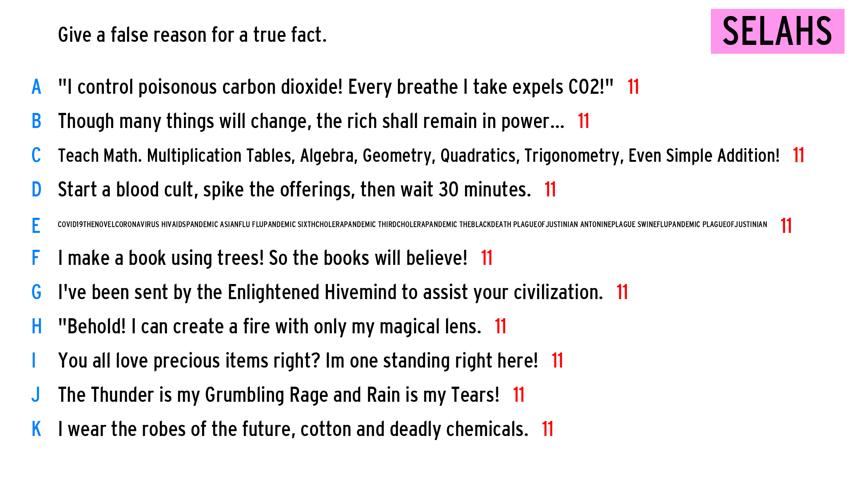 Give a false reason for a true fact.
SELAHS
A "I control poisonous carbon dioxide! Every breathe I take expels CO2!" 11
B Though many things will change, the rich shall remain in power... 11
C Teach Math. Multiplication Tables, Algebra, Geometry, Quadratics, Trigonometry, Even Simple Addition! 11
D Start a blood cult, spike the offerings, then wait 30 minutes. 11
E COVID19THENOVELCORONAVIRUS HIVAIDSPANDEMIC ASIANFLU FLUPANDEMIC SIXTHCHOLERAPANDEMIC THIRDCHOLERAPANDEMIC THEBLACKDEATH PLAGUEOFJUSTINIAN ANTONINEPLAGUE SWINEFLUPANDEMIC PLAGUEOFJUSTINIAN 11
F I make a book using trees! So the books will believe! 11
G I've been sent by the Enlightened Hivemind to assist your civilization. 11
H "Behold! I can create a fire with only my magical lens. 11
I You all love precious items right? Im one standing right here! 11
J The Thunder is my Grumbling Rage and Rain is my Tears! 11
K I wear the robes of the future, cotton and deadly chemicals. 11